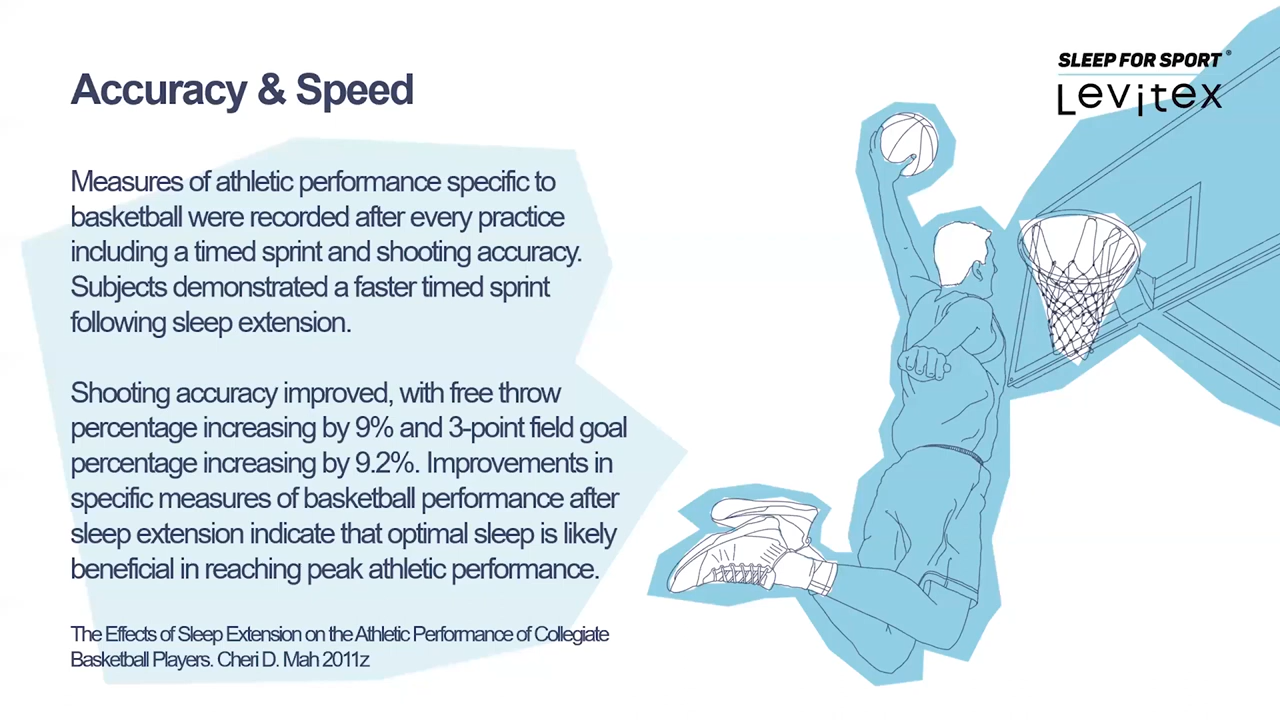 SLEEP FOR SPORT®
Levitex
Accuracy & Speed
Measures of athletic performance specific to
basketball were recorded after every practice
including a timed sprint and shooting accuracy.
Subjects demonstrated a faster timed sprint
following sleep extension.
Shooting accuracy improved, with free throw
percentage increasing by 9% and 3-point field goal
percentage increasing by 9.2%. Improvements in
specific measures of basketball performance after
sleep extension indicate that optimal sleep is likely
beneficial in reaching peak athletic performance.
The Effects of Sleep Extension on the Athletic Performance of Collegiate
Basketball Players. Cheri D. Mah 2011z